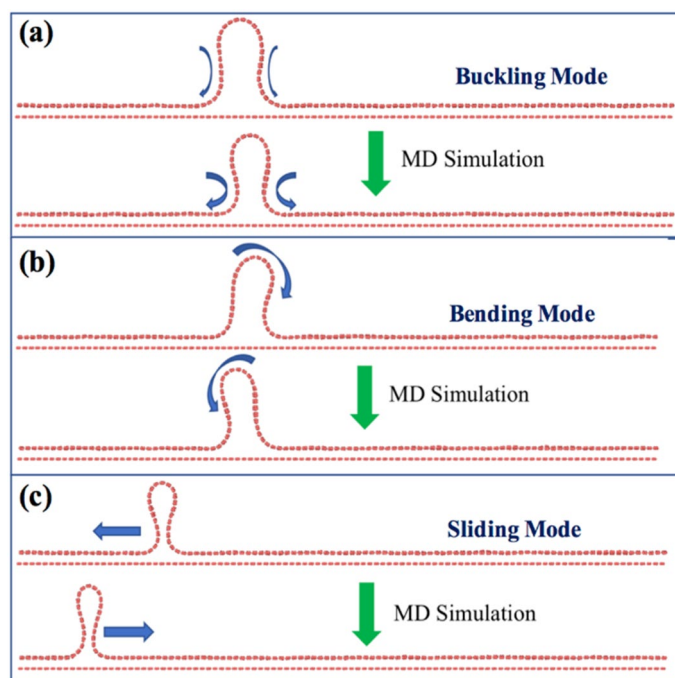 (a)
Buckling Mode
MD Simulation
(b)
Bending Mode
MD Simulation
(c)
Sliding Mode
MD Simulation